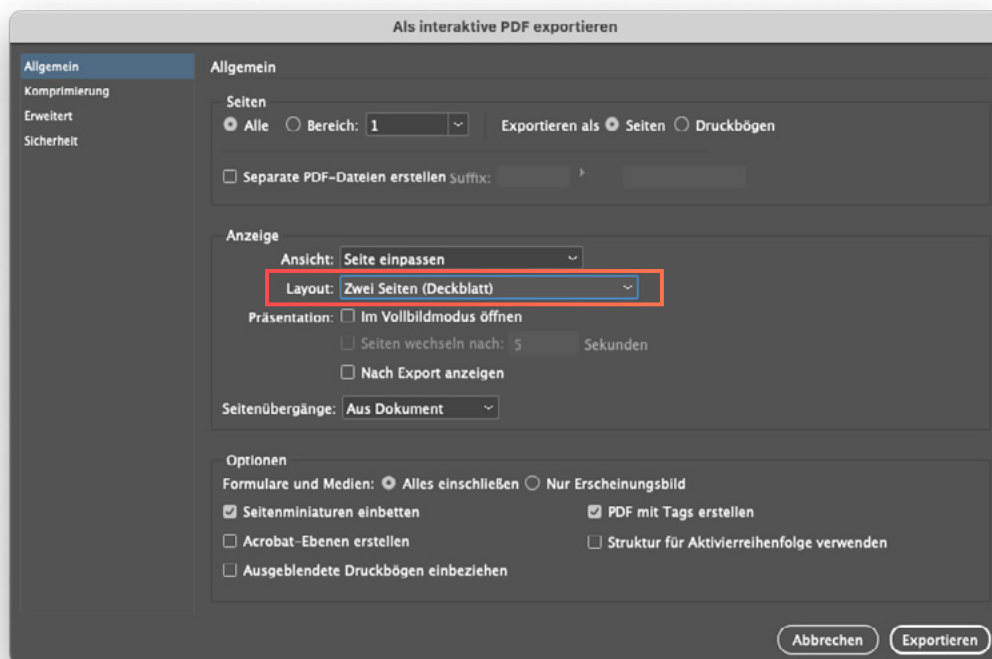 Als interaktive PDF exportieren
Allgemein
Komprimierung
Erweitert
Sicherheit
Allgemein
Seiten
Alle Bereich: 1 Exportieren als Seiten Druckbögen
Separate PDF-Dateien erstellen Suffix:
Anzeige
Ansicht: Seite einpassen
Layout: Zwei Seiten (Deckblatt)
Präsentation: Im Vollbildmodus öffnen
Seiten wechseln nach: 5 Sekunden
Nach Export anzeigen
Seitenübergänge: Aus Dokument
Optionen
Formulare und Medien: Alles einschließen Nur Erscheinungsbild
Seitenminiaturen einbetten PDF mit Tags erstellen
Acrobat-Ebenen erstellen Struktur für Aktivierreihenfolge verwenden
Ausgeblendete Druckbögen einbeziehen
Abbrechen Exportieren